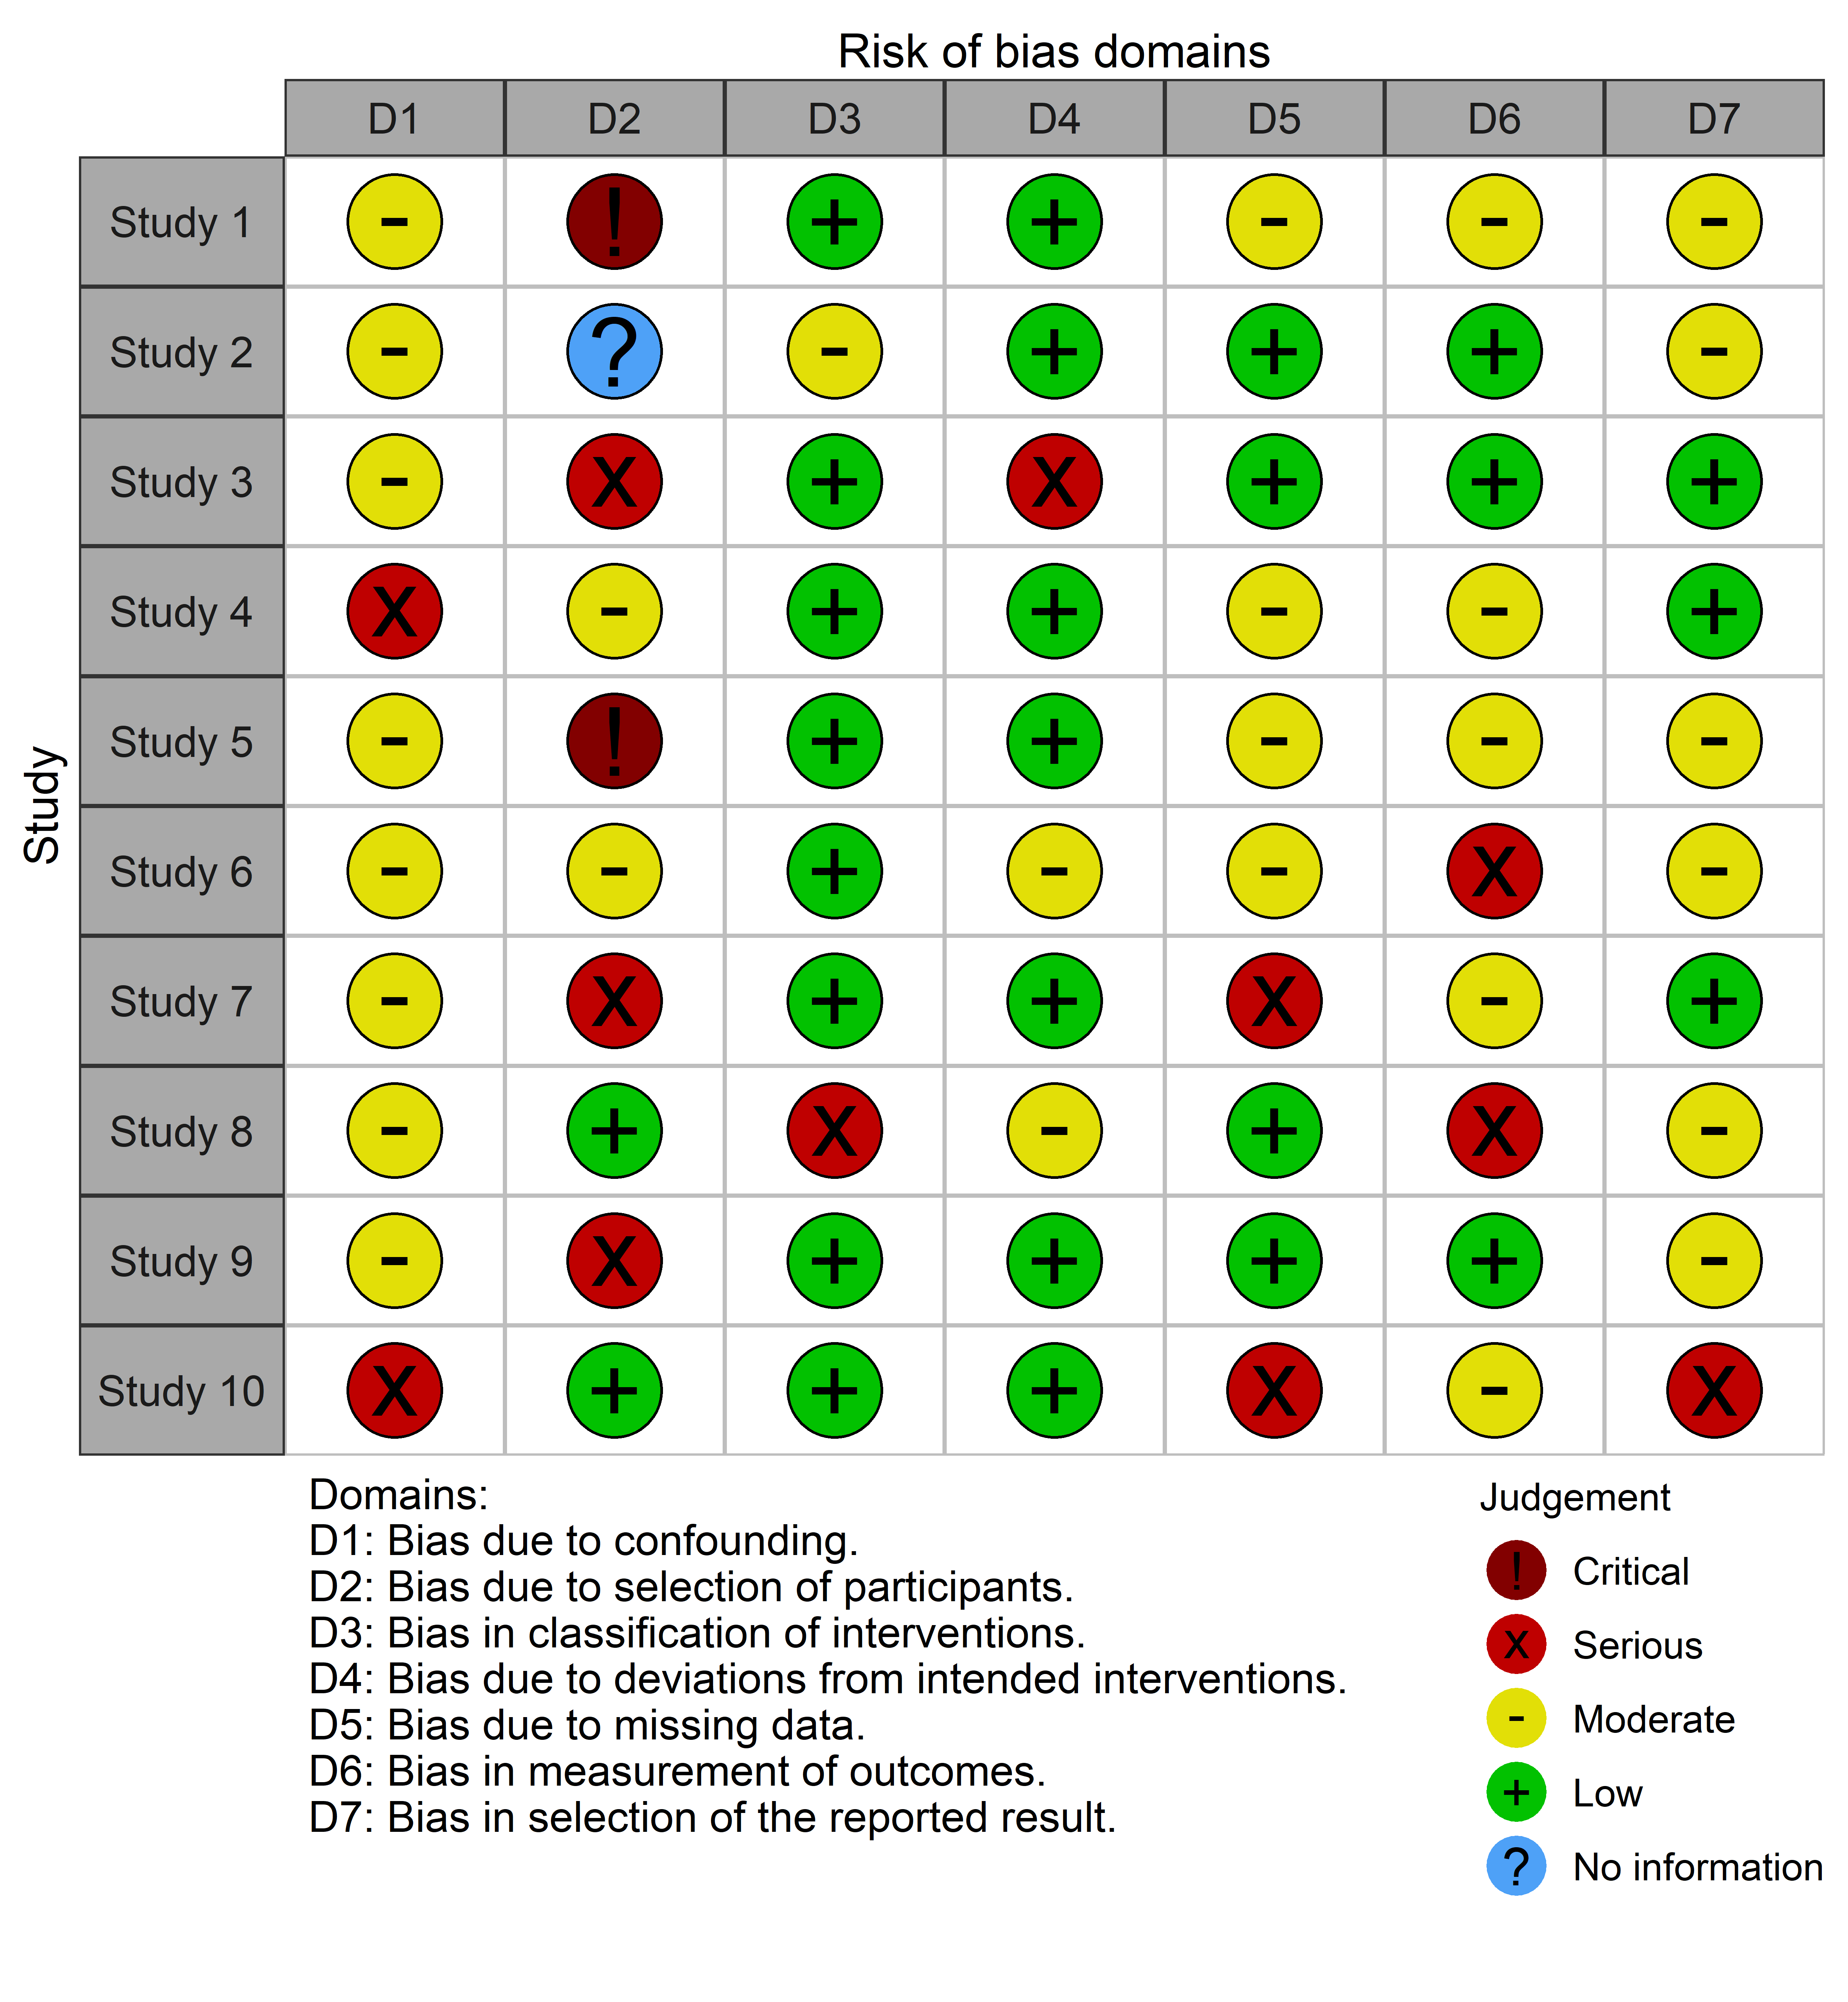 Risk of bias domains
D1 D2 D3 D4 D5 D6 D7
Study
Study 1 - ! + + - - -
Study 2 - ? - + + + -
Study 3 - X + X + + +
Study 4 X - + + - - +
Study 5 - ! + + - - -
Study 6 - - + - - X -
Study 7 - X + + X - +
Study 8 - + X - + X -
Study 9 - X + + + + -
Study 10 X + + + X - X
Domains:
D1: Bias due to confounding.
D2: Bias due to selection of participants.
D3: Bias in classification of interventions.
D4: Bias due to deviations from intended interventions.
D5: Bias due to missing data.
D6: Bias in measurement of outcomes.
D7: Bias in selection of the reported result.
Judgement
! Critical
X Serious
- Moderate
+ Low
? No information